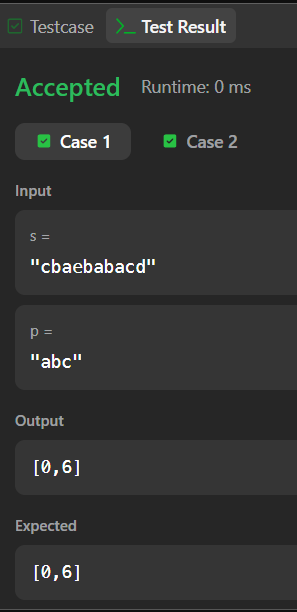 Testcase >_ Test Result
Accepted Runtime: 0 ms
Case 1 Case 2
Input
s =
"cbaebabacd"
p =
"abc"
Output
[0,6]
Expected
[0,6]